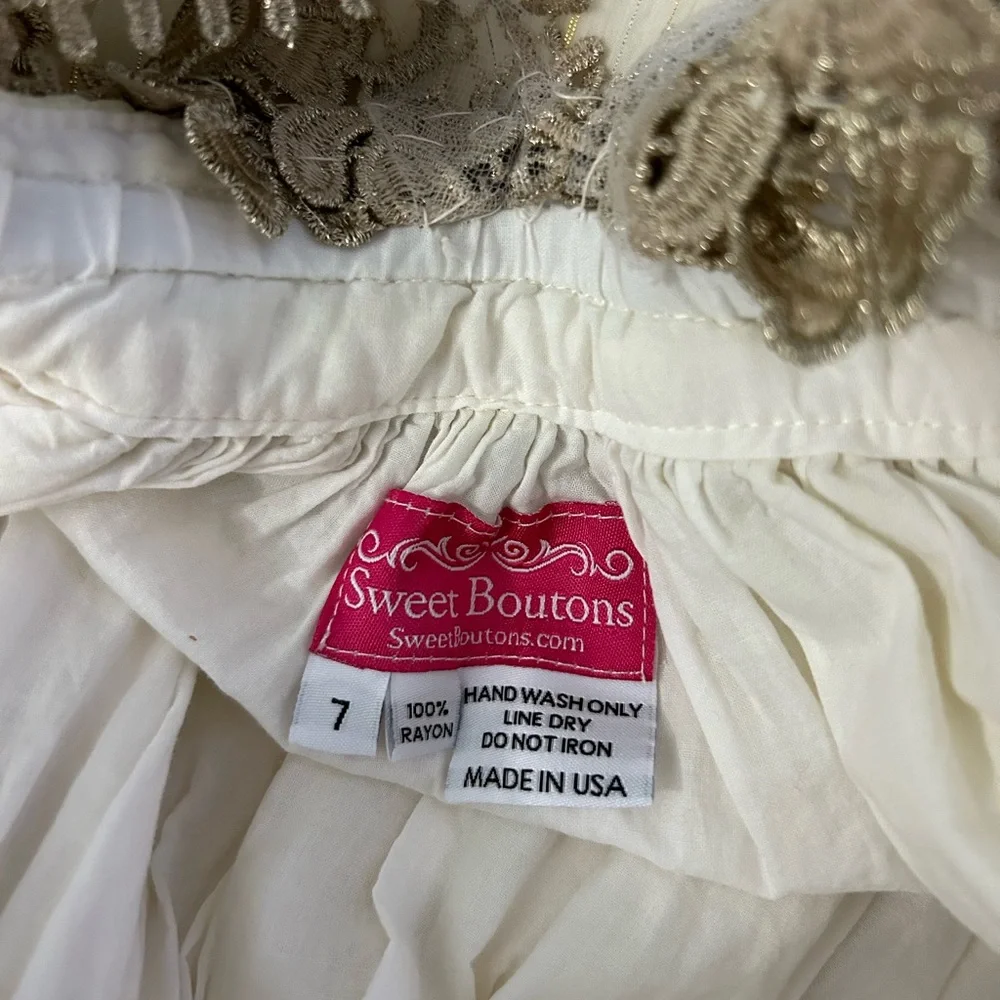 Sweet Boutons
SweetBoutons.com
7
100%
RAYON
HAND WASH ONLY
LINE DRY
DO NOT IRON
MADE IN USA